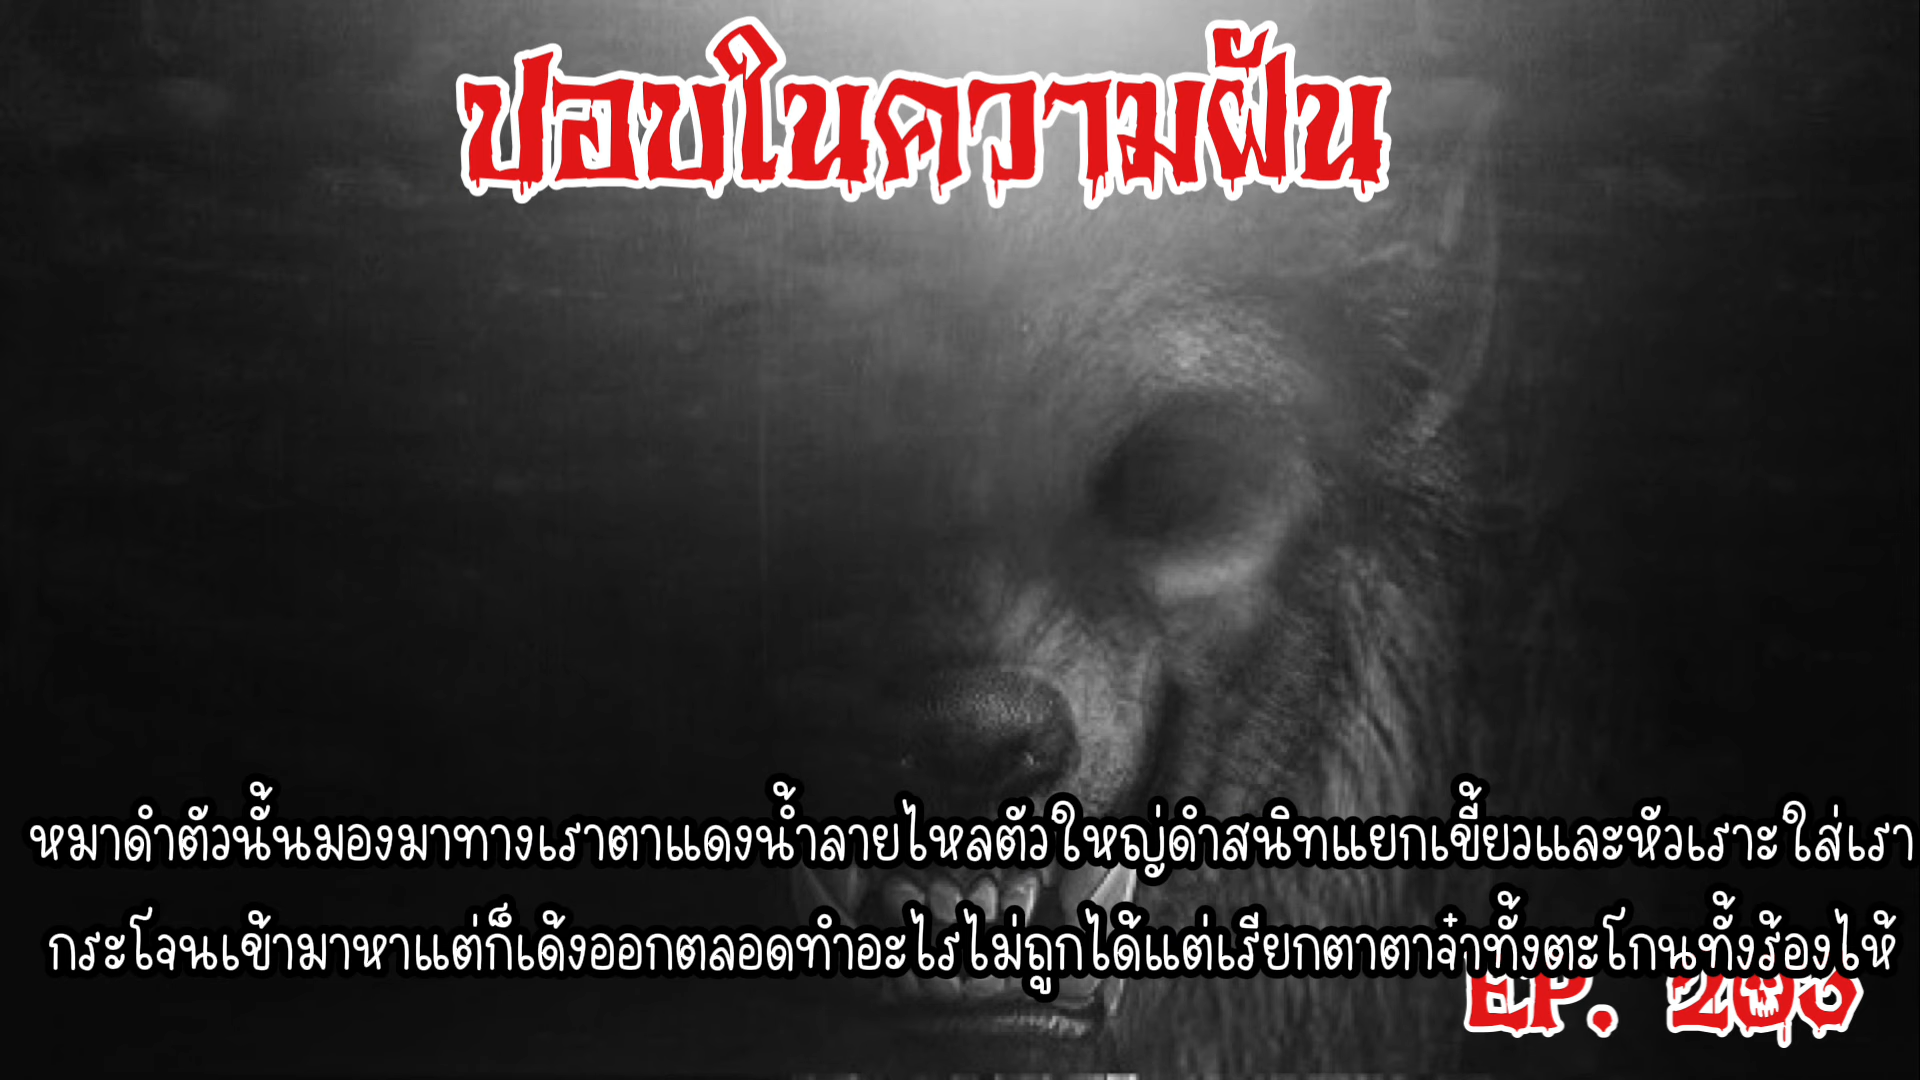 ปอบในความฝัน
หมาดำตัวนั้นมองมาทางเราตาแดงน้ำลายไหลตัวใหญ่ดำสนิทแยกเขี้ยวและหัวเราะใส่เรา
กระโจนเข้ามาหาแต่ก็เด้งออกตลอดทำอะไรไม่ถูกได้แต่เรียกตาตาจ๋าทั้งตะโกนทั้งร้องไห้
EP.